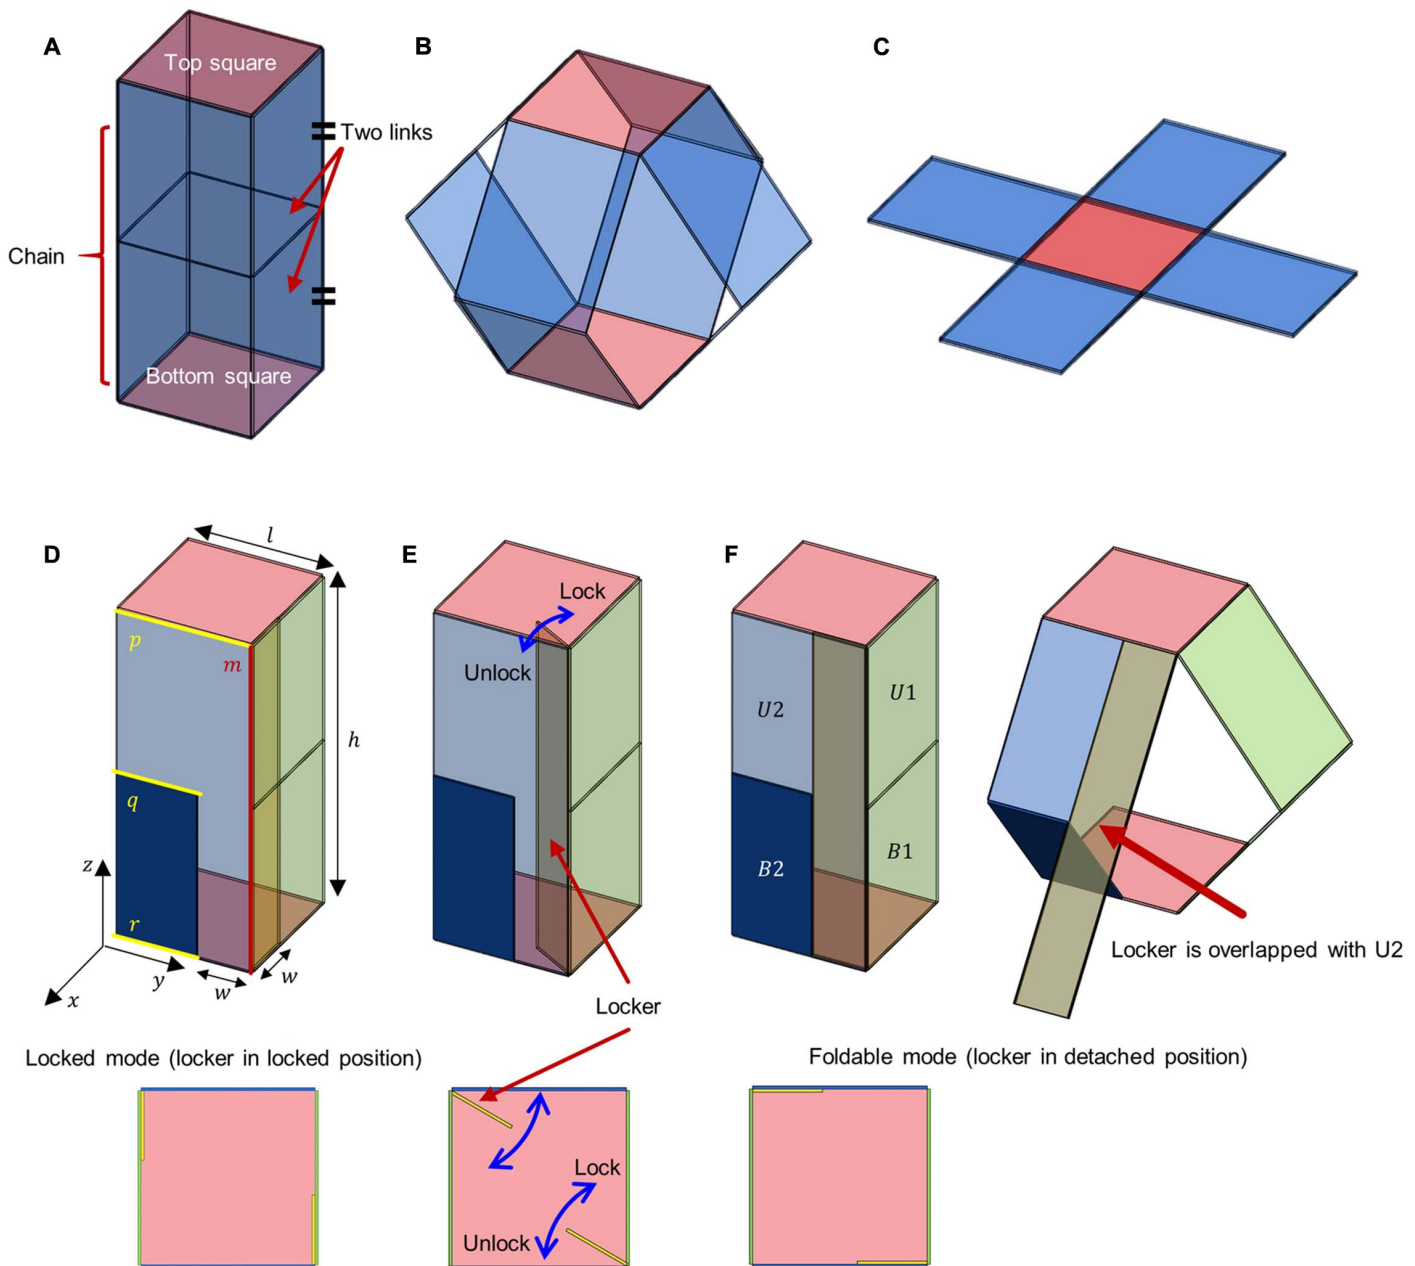 A
B
C
Top square
Two links
Chain
Bottom square
D
E
F
l
p
m
h
q
r
z
y
x
w
w
Lock
Unlock
U2
U1
B2
B1
Locker is overlapped with U2
Locker
Locked mode (locker in locked position)
Foldable mode (locker in detached position)
Lock
Unlock